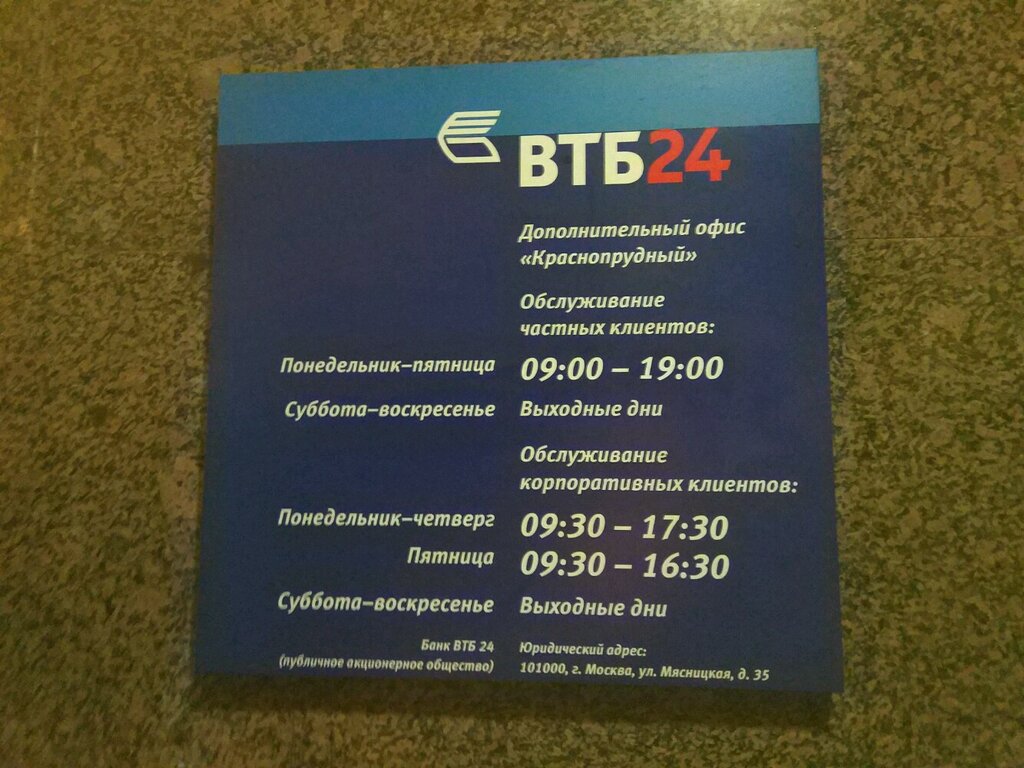 ВТБ24
Дополнительный офис
«Краснопрудный»
Обслуживание
частных клиентов:
Понедельник–пятница 09:00 – 19:00
Суббота–воскресенье Выходные дни
Обслуживание
корпоративных клиентов:
Понедельник–четверг 09:30 – 17:30
Пятница 09:30 – 16:30
Суббота–воскресенье Выходные дни
Банк ВТБ 24 Юридический адрес:
(публичное акционерное общество) 101000, г. Москва, ул. Мясницкая, д. 35